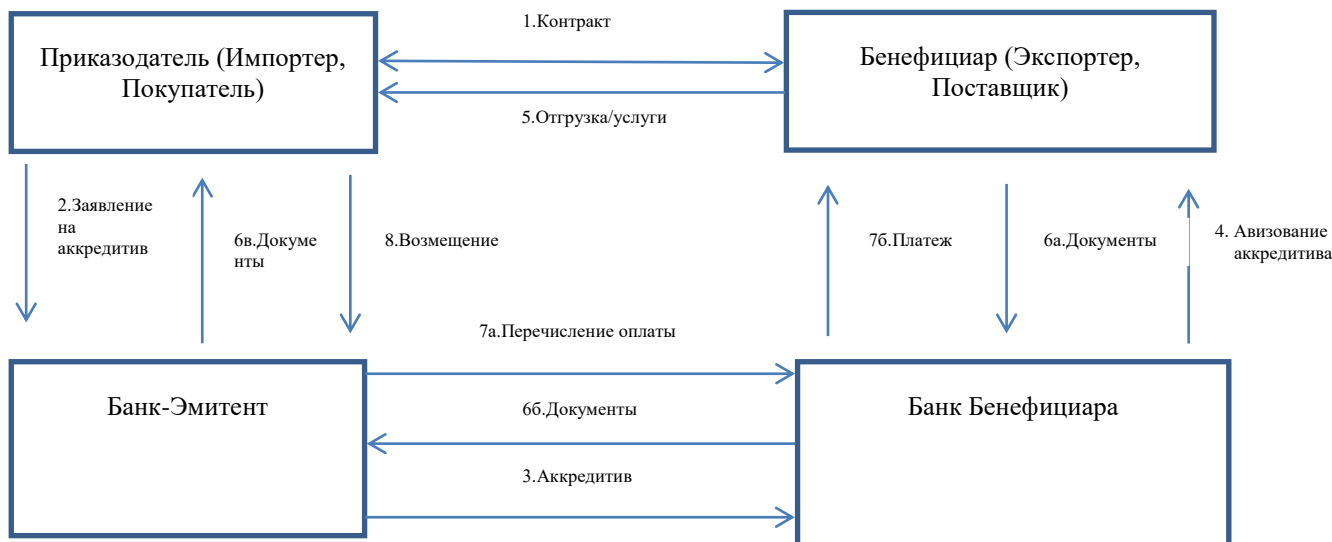 1.Контракт
Приказодатель (Импортер,
Покупатель)
Бенефициар (Экспортер,
Поставщик)
5.Отгрузка/услуги
2.Заявление
на
аккредитив
6в.Докуме
нты
8.Возмещение
7б.Платеж
6а.Документы
4. Авизование
аккредитива
7а.Перечисление оплаты
Банк-Эмитент
6б.Документы
Банк Бенефициара
3.Аккредитив